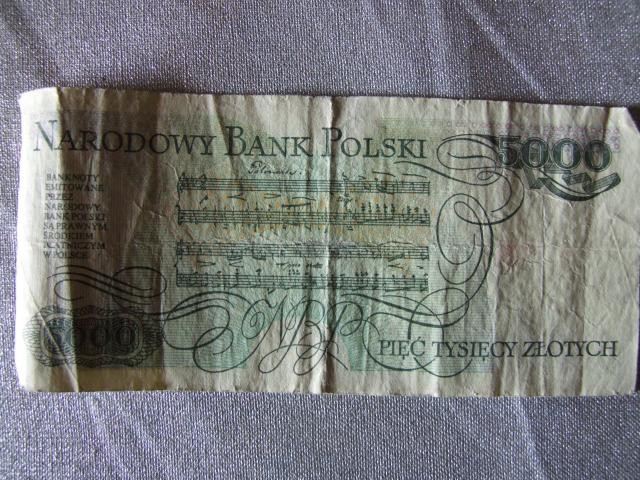 NARODOWY BANK POLSKI
5000
BANKNOTY
EMITOWANE
PRZEZ
NARODOWY
BANK POLSKI
SĄ PRAWNYM
ŚRODKIEM
PŁATNICZYM
W POLSCE
5000
NBP
PIĘĆ TYSIĘCY ZŁOTYCH